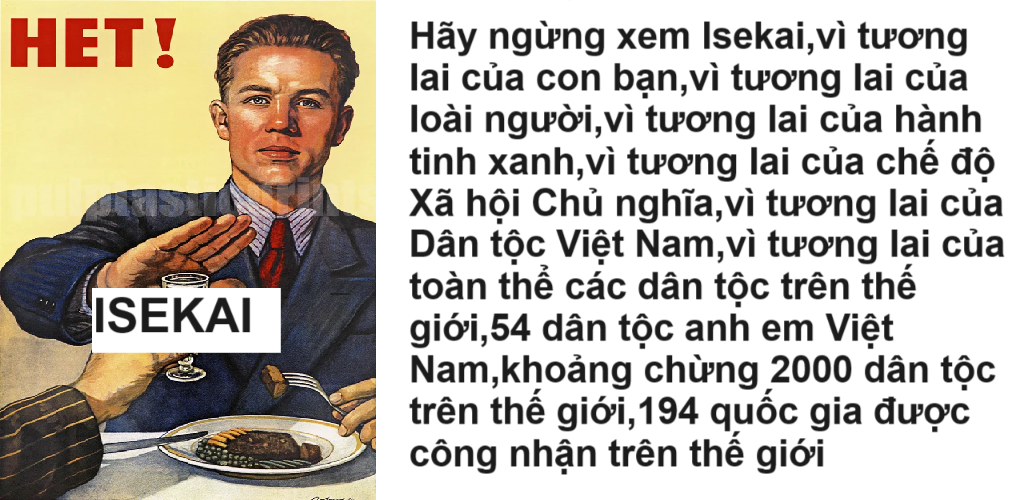 НЕТ!
ISEKAI
Hãy ngừng xem Isekai,vì tương
lai của con bạn,vì tương lai của
loài người,vì tương lai của hành
tinh xanh,vì tương lai của chế độ
Xã hội Chủ nghĩa,vì tương lai của
Dân tộc Việt Nam,vì tương lai của
toàn thể các dân tộc trên thế
giới,54 dân tộc anh em Việt
Nam,khoảng chừng 2000 dân tộc
trên thế giới,194 quốc gia được
công nhận trên thế giới